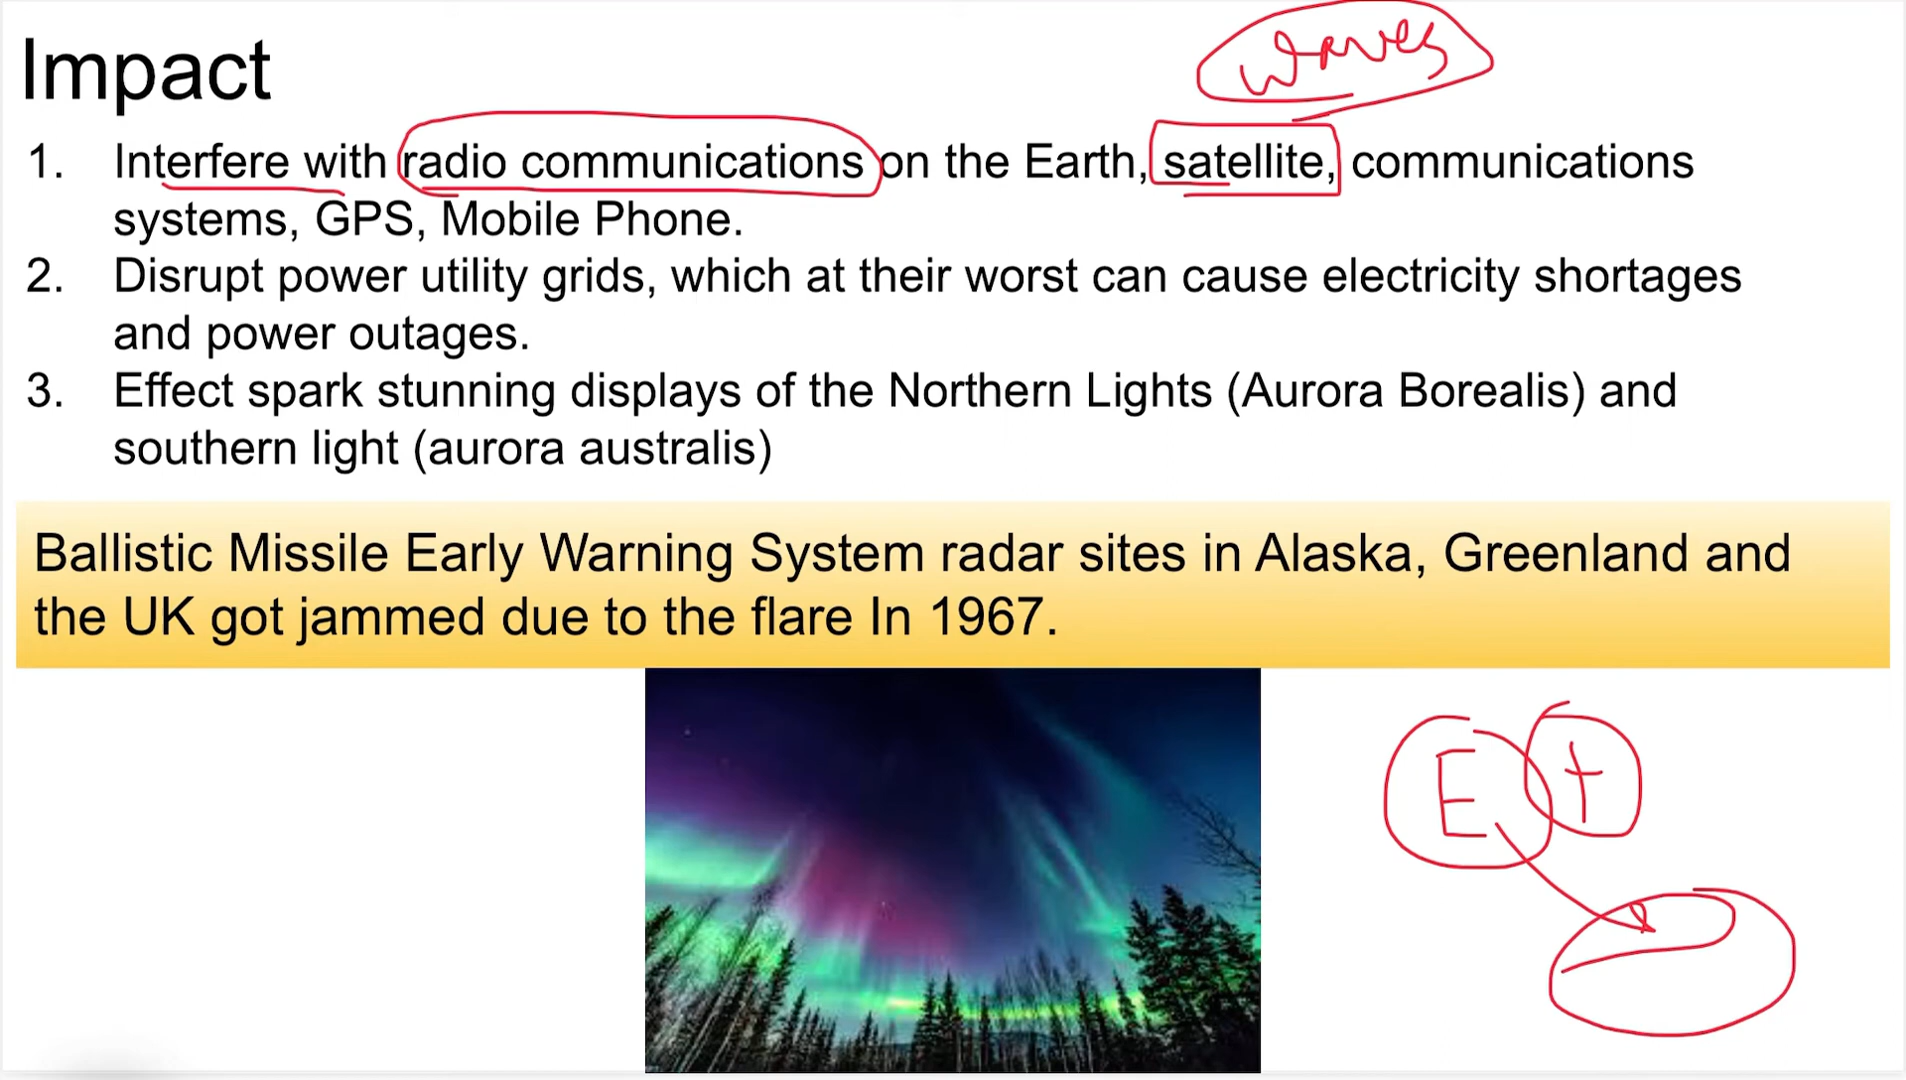 waves
Impact
1. Interfere with radio communications on the Earth, satellite, communications
systems, GPS, Mobile Phone.
2. Disrupt power utility grids, which at their worst can cause electricity shortages
and power outages.
3. Effect spark stunning displays of the Northern Lights (Aurora Borealis) and
southern light (aurora australis)
Ballistic Missile Early Warning System radar sites in Alaska, Greenland and
the UK got jammed due to the flare In 1967.
E +